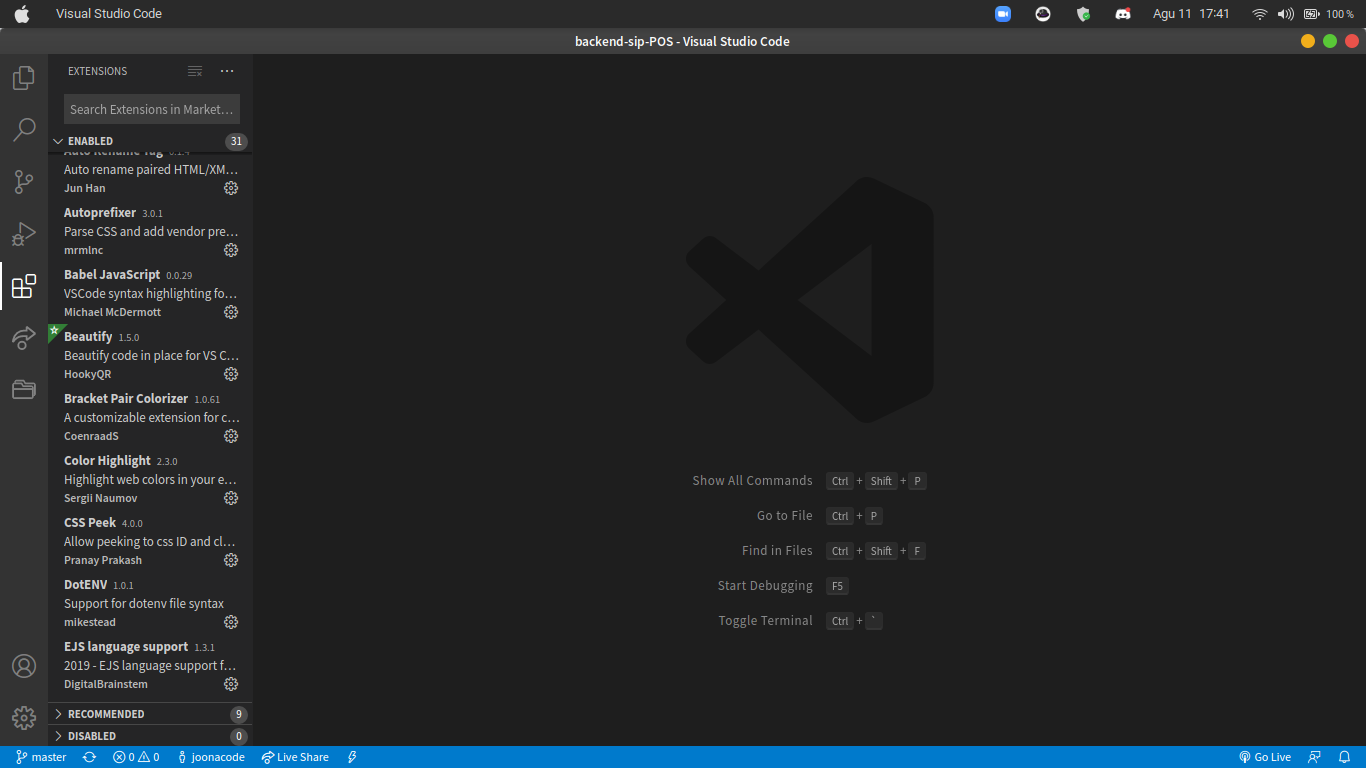 Visual Studio Code
Agu 11 17:41
100 %
backend-sip-POS - Visual Studio Code
EXTENSIONS
Search Extensions in Market…
ENABLED
31
Auto Rename Tag 0.1.4
Auto rename paired HTML/XM…
Jun Han
Autoprefixer 3.0.1
Parse CSS and add vendor pre…
mrmlnc
Babel JavaScript 0.0.29
VSCode syntax highlighting fo…
Michael McDermott
Beautify 1.5.0
Beautify code in place for VS C…
HookyQR
Bracket Pair Colorizer 1.0.61
A customizable extension for c…
CoenraadS
Color Highlight 2.3.0
Highlight web colors in your e…
Sergii Naumov
CSS Peek 4.0.0
Allow peeking to css ID and cl…
Pranay Prakash
DotENV 1.0.1
Support for dotenv file syntax
mikestead
EJS language support 1.3.1
2019 - EJS language support f…
DigitalBrainstem
RECOMMENDED
9
DISABLED
0
Show All Commands Ctrl + Shift + P
Go to File Ctrl + P
Find in Files Ctrl + Shift + F
Start Debugging F5
Toggle Terminal Ctrl + `
master
0 0
joonacode
Live Share
Go Live